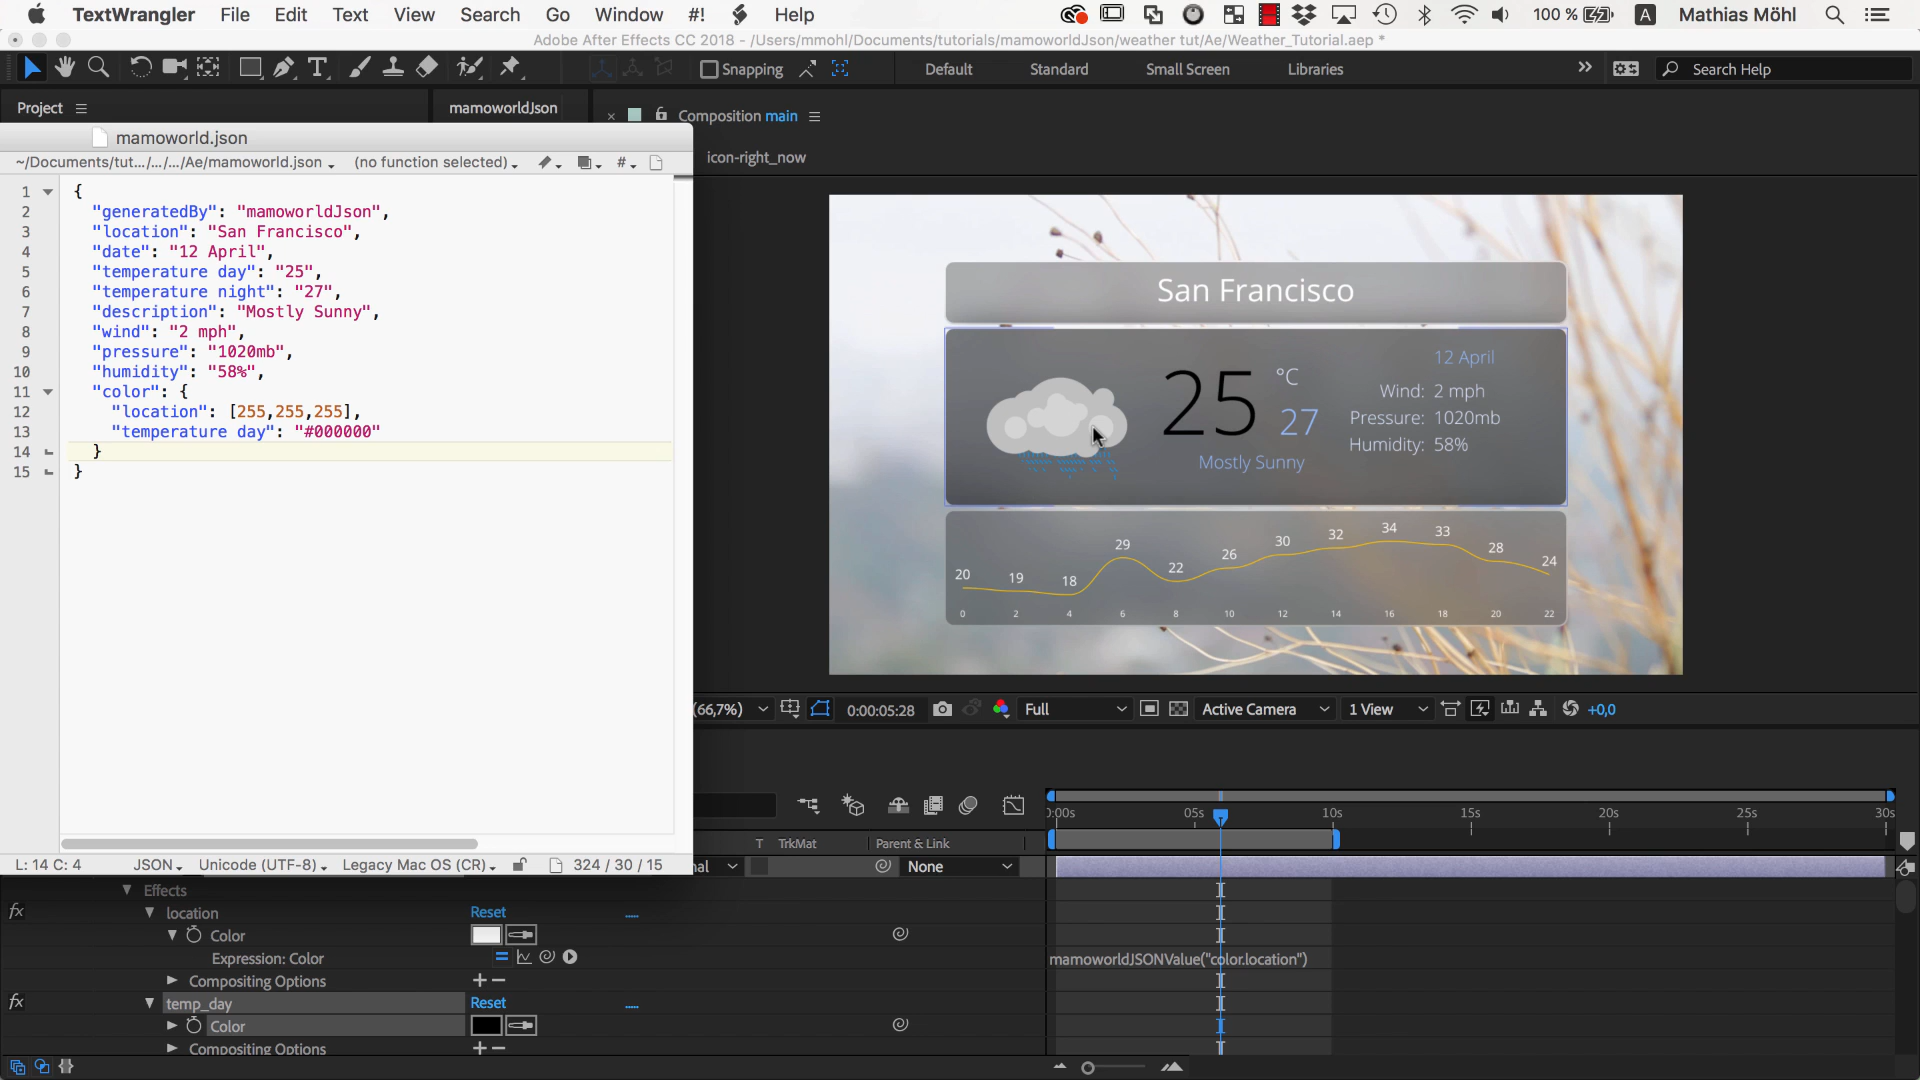 TextWrangler File Edit Text View Search Go Window #! Help 100 % A Mathias Möhl
Adobe After Effects CC 2018 - /Users/mmohl/Documents/tutorials/mamoworldJson/weather tut/Ae/Weather_Tutorial.aep *
Snapping Default Standard Small Screen Libraries Search Help
Project mamoworldJson Composition main
mamoworld.json
~/Documents/tut.../.../Ae/mamoworld.json (no function selected) #
icon-right_now
1 {
2 "generatedBy": "mamoworldJson",
3 "location": "San Francisco",
4 "date": "12 April",
5 "temperature day": "25",
6 "temperature night": "27",
7 "description": "Mostly Sunny",
8 "wind": "2 mph",
9 "pressure": "1020mb",
10 "humidity": "58%",
11 "color": {
12 "location": [255,255,255],
13 "temperature day": "#000000"
14 }
15 }
San Francisco
12 April
25 °C
27
Mostly Sunny
Wind: 2 mph
Pressure: 1020mb
Humidity: 58%
20 19 18 29 22 26 30 32 34 33 28 24
0 2 4 6 8 10 12 14 16 18 20 22
(66,7%) 0:00:05:28 Full Active Camera 1 View +0,0
0:00s 05s 10s 15s 20s 25s 30s
T TrkMat Parent & Link
None
L: 14 C: 4 JSON Unicode (UTF-8) Legacy Mac OS (CR) 324 / 30 / 15
Effects
fx location Reset
Color
Expression: Color mamoworldJSONValue("color.location")
Compositing Options
fx temp_day Reset
Color
Compositing Options